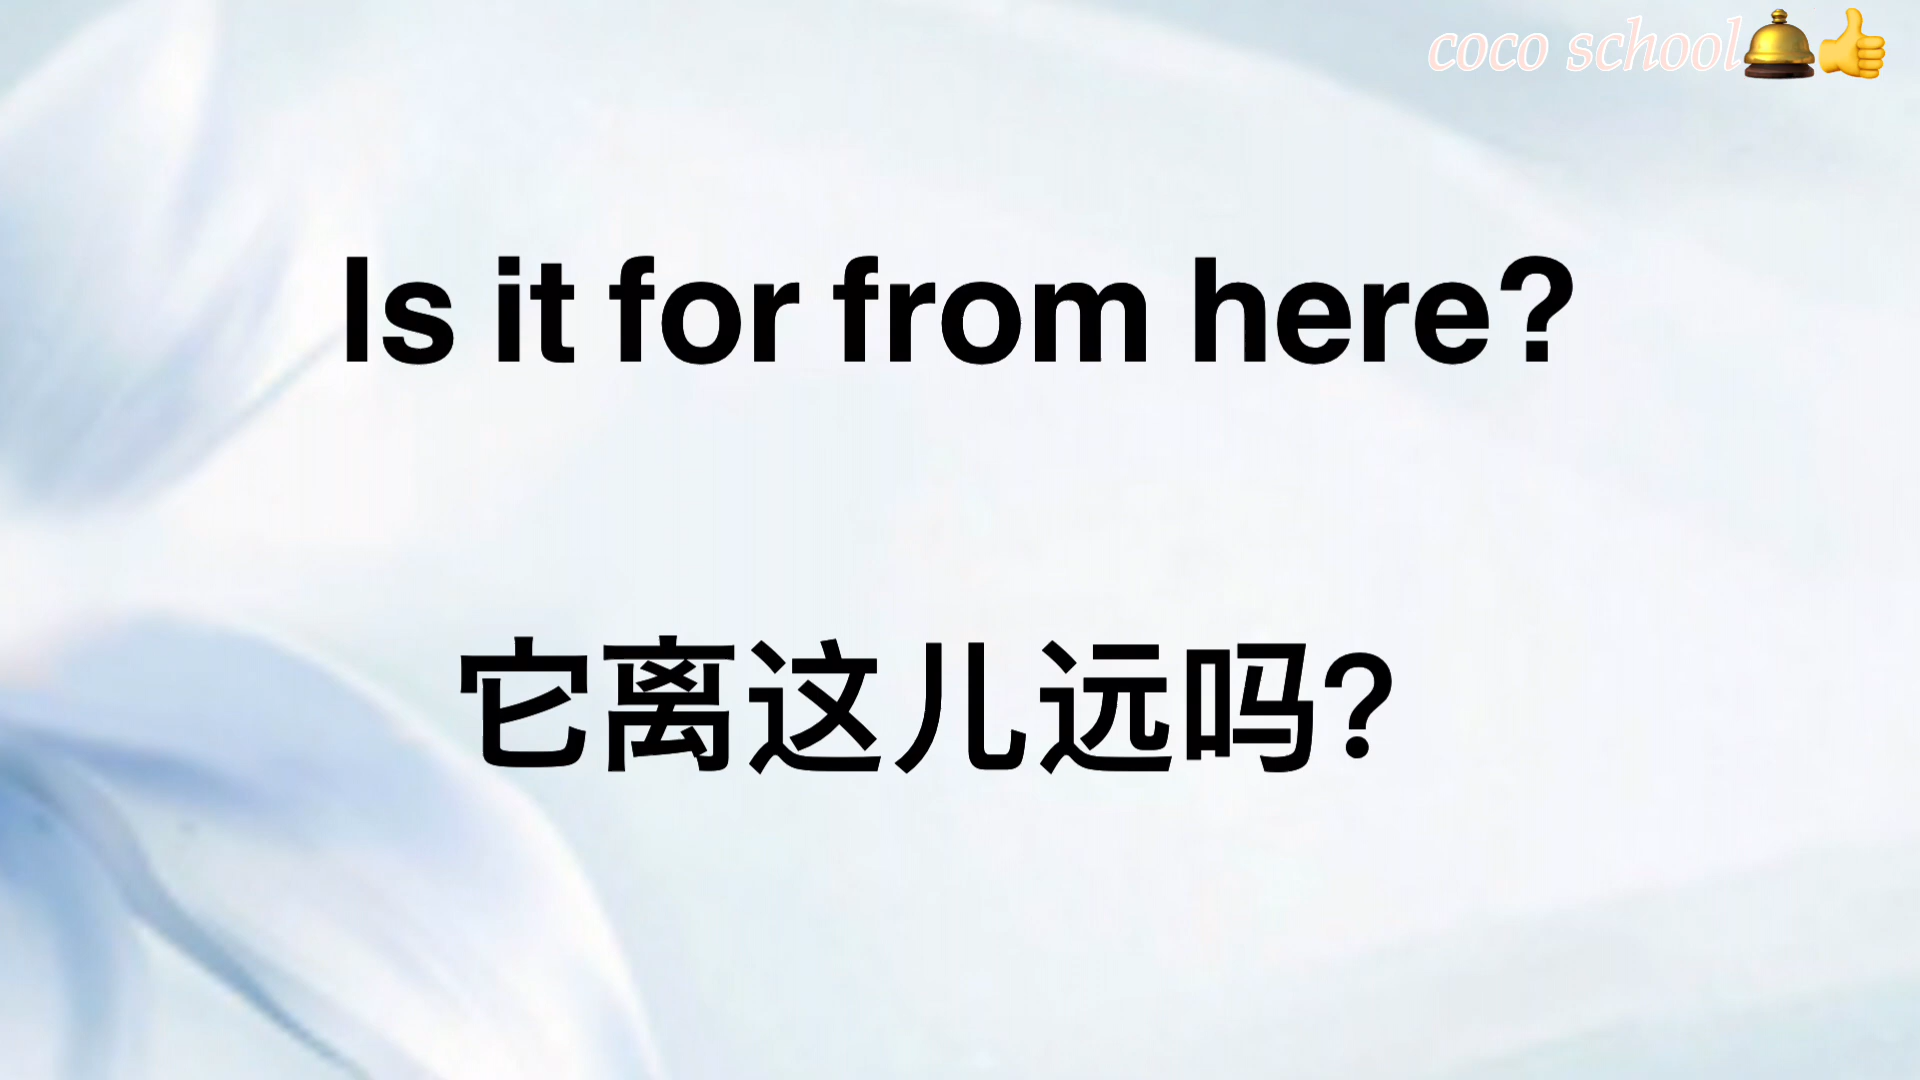 coco school🛎️👍
Is it for from here?
它离这儿远吗?